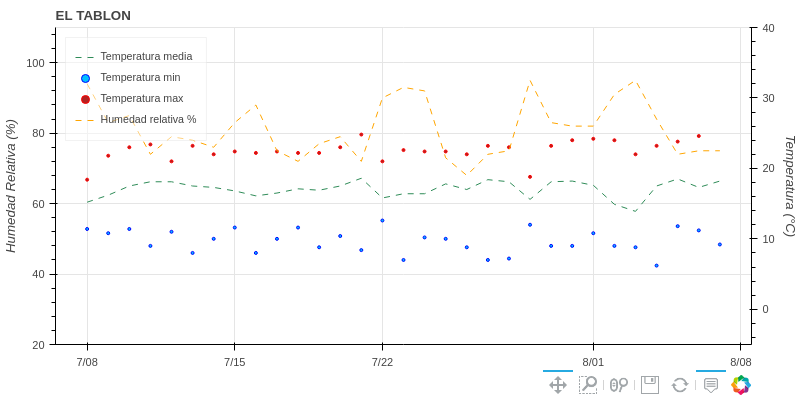 EL TABLON
Temperatura media
Temperatura min
Temperatura max
Humedad relativa %
Humedad Relativa (%)
100
80
60
40
20
40
30
20
10
0
Temperatura (°C)
7/08
7/15
7/22
8/01
8/08